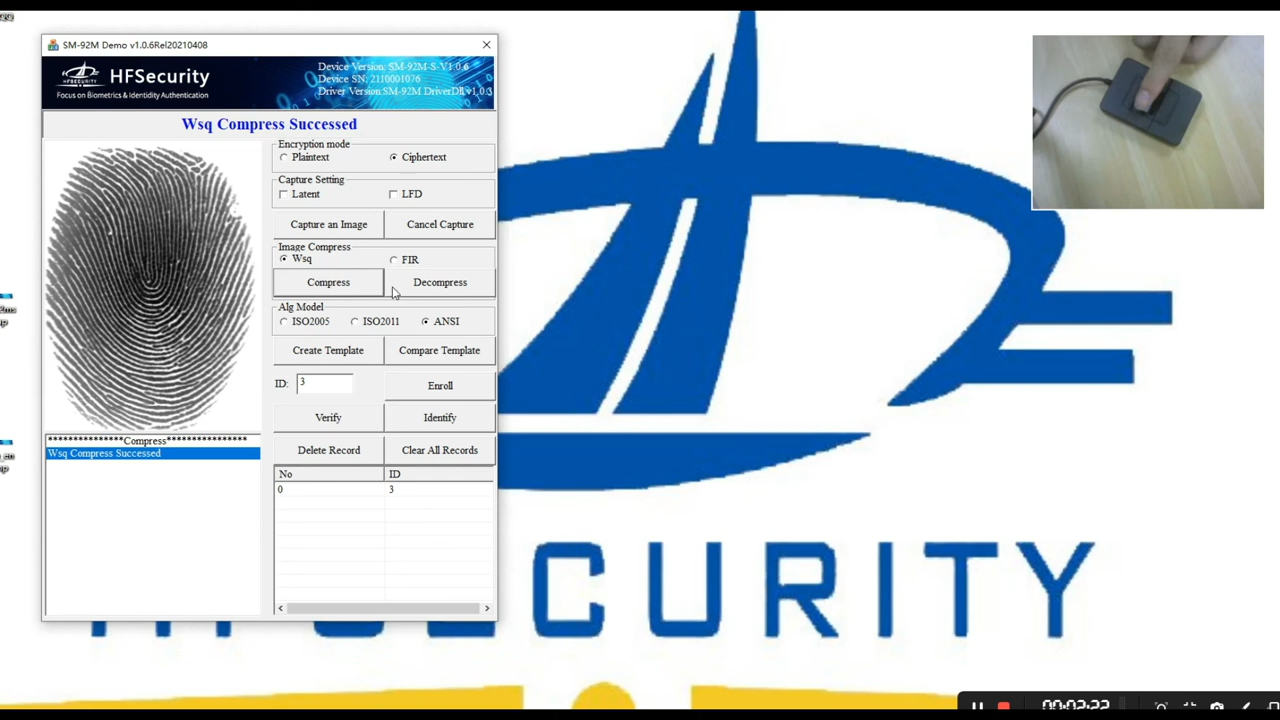 SM-92M Demo v1.0.6Rel20210408
HFSecurity
Focus on Biometrics & Identidity Authentication
Device Version: SM-92M-S-V1.0.6
Device SN: 2110001076
Driver Version:SM-92M DriverDll v1.0.3
Wsq Compress Successed
Encryption mode
Plaintext Ciphertext
Capture Setting
Latent LFD
Capture an Image Cancel Capture
Image Compress
Wsq FIR
Compress Decompress
Alg Model
ISO2005 ISO2011 ANSI
Create Template Compare Template
ID: 3 Enroll
Verify Identify
Delete Record Clear All Records
No ID
0 3
***************Compress****************
Wsq Compress Successed
CURITY
00:02:22